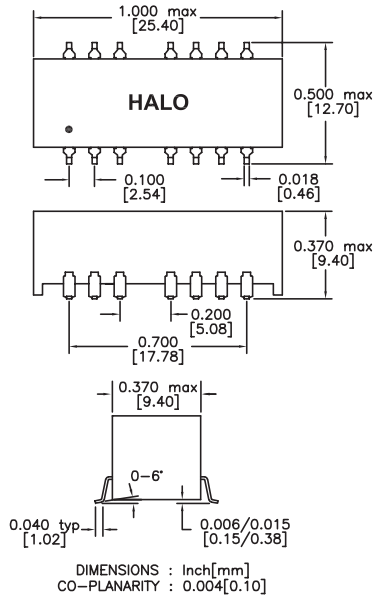 1.000 max
[25.40]
HALO
0.500 max
[12.70]
0.100
[2.54]
0.018
[0.46]
0.370 max
[9.40]
0.200
[5.08]
0.700
[17.78]
0.370 max
[9.40]
0-6°
0.040 typ
[1.02]
0.006/0.015
[0.15/0.38]
DIMENSIONS : Inch[mm]
CO-PLANARITY : 0.004[0.10]